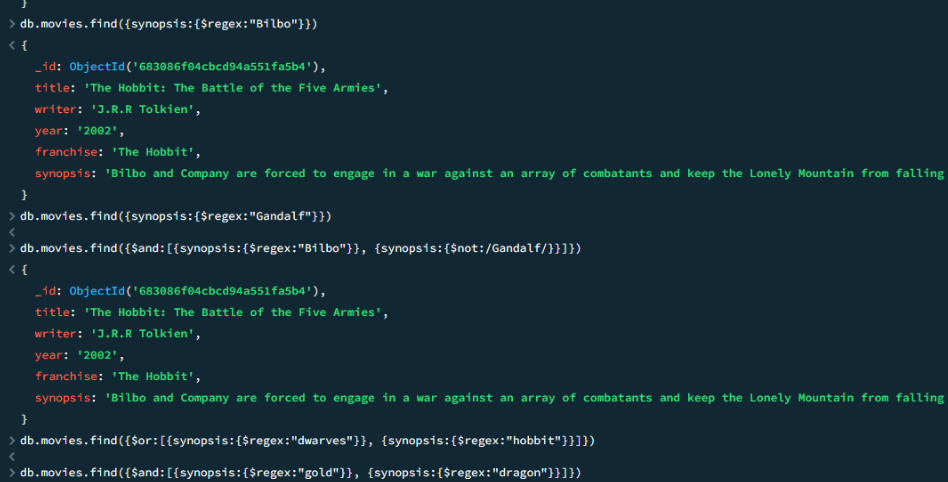 }
> db.movies.find({synopsis:{$regex:"Bilbo"}})
< {
_id: ObjectId('683086f04cbcd94a551fa5b4'),
title: 'The Hobbit: The Battle of the Five Armies',
writer: 'J.R.R Tolkien',
year: '2002',
franchise: 'The Hobbit',
synopsis: 'Bilbo and Company are forced to engage in a war against an array of combatants and keep the Lonely Mountain from falling
}
> db.movies.find({synopsis:{$regex:"Gandalf"}})
<
> db.movies.find({$and:[{synopsis:{$regex:"Bilbo"}}, {synopsis:{$not:/Gandalf/}}]})
< {
_id: ObjectId('683086f04cbcd94a551fa5b4'),
title: 'The Hobbit: The Battle of the Five Armies',
writer: 'J.R.R Tolkien',
year: '2002',
franchise: 'The Hobbit',
synopsis: 'Bilbo and Company are forced to engage in a war against an array of combatants and keep the Lonely Mountain from falling
}
> db.movies.find({$or:[{synopsis:{$regex:"dwarves"}}, {synopsis:{$regex:"hobbit"}}]})
<
> db.movies.find({$and:[{synopsis:{$regex:"gold"}}, {synopsis:{$regex:"dragon"}}]})